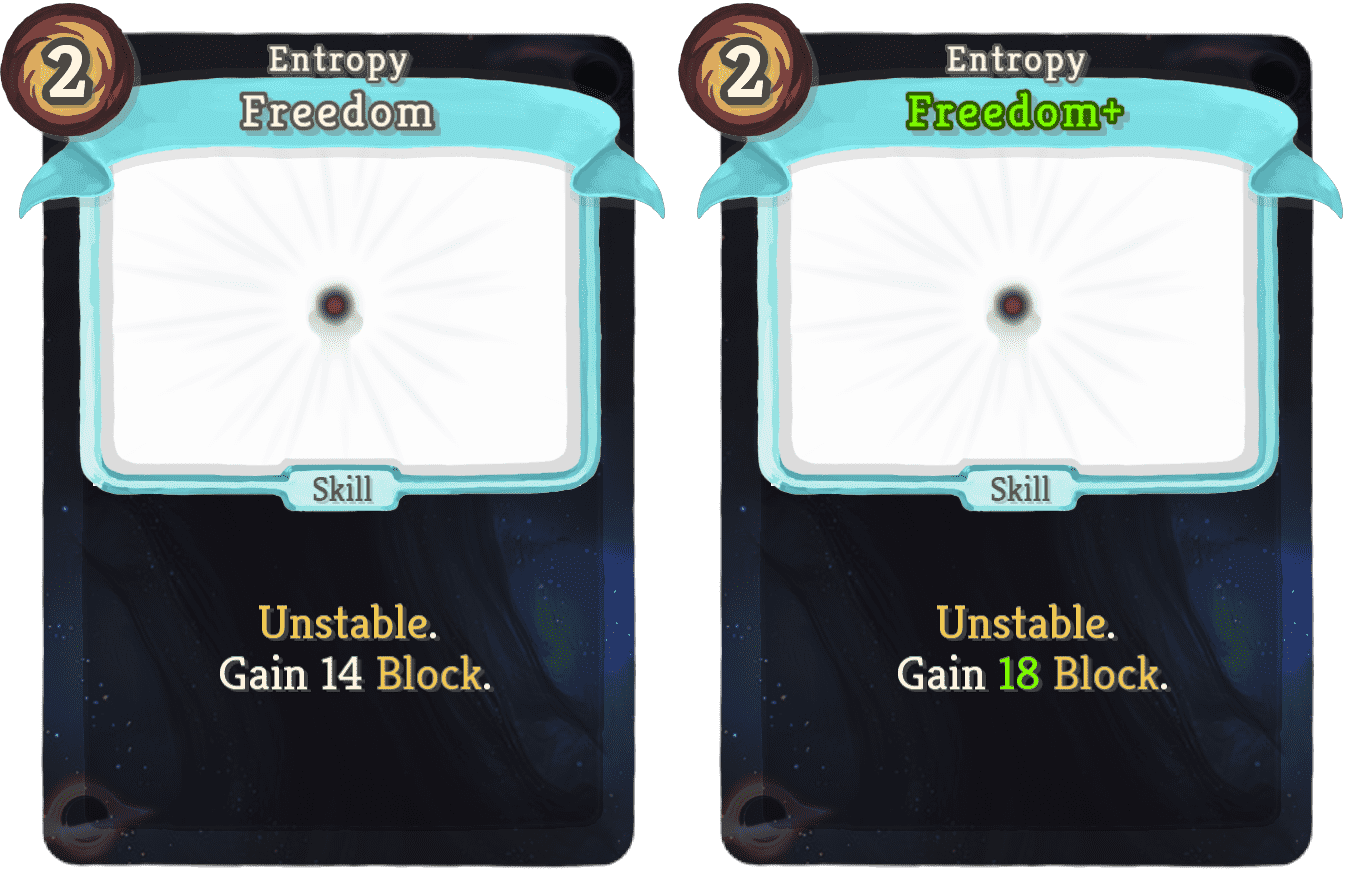 2
Entropy
Freedom
Skill
Unstable.
Gain 14 Block.
2
Entropy
Freedom+
Skill
Unstable.
Gain 18 Block.